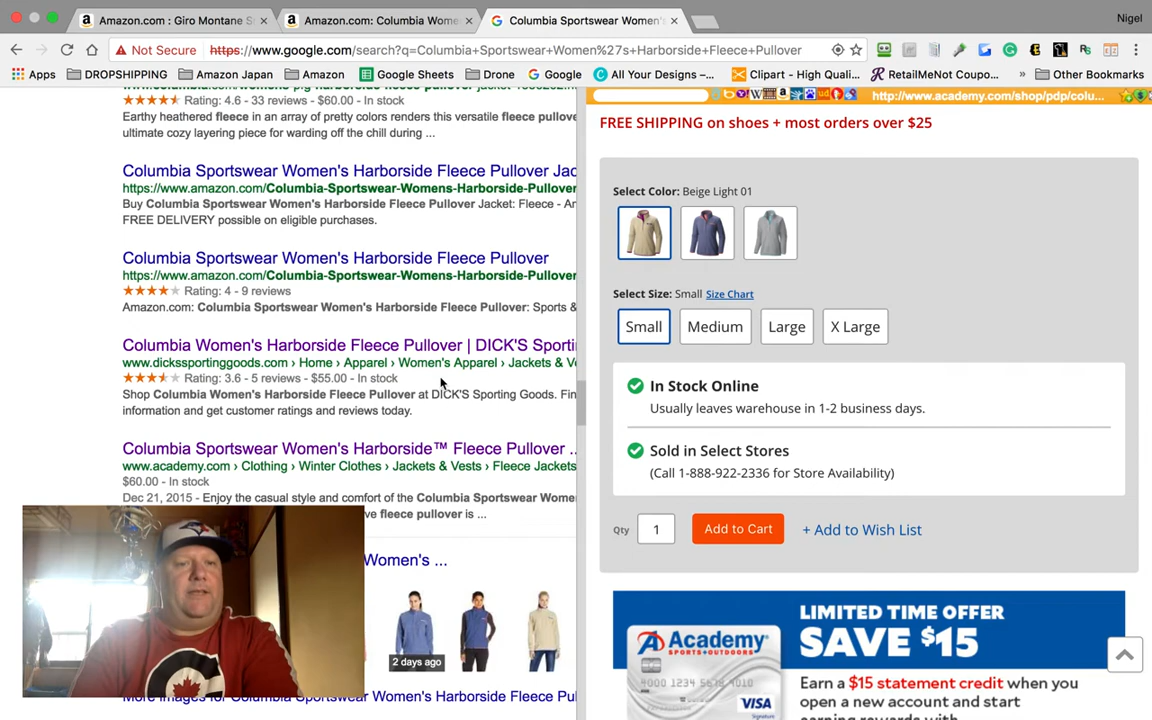 Amazon.com : Giro Montane S
Amazon.com: Columbia Wome
Columbia Sportswear Women's
Nigel
Not Secure
https://www.google.com/search?q=Columbia+Sportswear+Women%27s+Harborside+Fleece+Pullover
Apps
DROPSHIPPING
Amazon Japan
Amazon
Google Sheets
Drone
Google
All Your Designs –...
Clipart - High Quali...
RetailMeNot Coupo...
»
Other Bookmarks
Rating: 4.6 - 33 reviews - $60.00 - In stock
Earthy heathered fleece in an array of pretty colors renders this versatile fleece pullove
ultimate cozy layering piece for warding off the chill during ...
Columbia Sportswear Women's Harborside Fleece Pullover Jac
https://www.amazon.com/Columbia-Sportswear-Womens-Harborside-Pullover
Buy Columbia Sportswear Women's Harborside Fleece Pullover Jacket: Fleece - Am
FREE DELIVERY possible on eligible purchases.
Columbia Sportswear Women's Harborside Fleece Pullover
https://www.amazon.com/Columbia-Sportswear-Womens-Harborside-Pullover
Rating: 4 - 9 reviews
Amazon.com: Columbia Sportswear Women's Harborside Fleece Pullover: Sports &
Columbia Women's Harborside Fleece Pullover | DICK'S Sporti
www.dickssportinggoods.com › Home › Apparel › Women's Apparel › Jackets & V
Rating: 3.6 - 5 reviews - $55.00 - In stock
Shop Columbia Women's Harborside Fleece Pullover at DICK'S Sporting Goods. Fin
information and get customer ratings and reviews today.
Columbia Sportswear Women's Harborside™ Fleece Pullover ...
www.academy.com › Clothing › Winter Clothes › Jackets & Vests › Fleece Jackets
$60.00 - In stock
Dec 21, 2015 - Enjoy the casual style and comfort of the Columbia Sportswear Wome
ve fleece pullover is ...
Women's ...
2 days ago
More images for Columbia Sportswear Women's Harborside Fleece Pu
http://www.academy.com/shop/pdp/colu...
FREE SHIPPING on shoes + most orders over $25
Select Color: Beige Light 01
Select Size: Small Size Chart
Small
Medium
Large
X Large
In Stock Online
Usually leaves warehouse in 1-2 business days.
Sold in Select Stores
(Call 1-888-922-2336 for Store Availability)
Qty
1
Add to Cart
+ Add to Wish List
LIMITED TIME OFFER
SAVE $15
Academy
SPORTS+OUTDOORS
VISA
Signature
Earn a $15 statement credit when you
open a new account and start